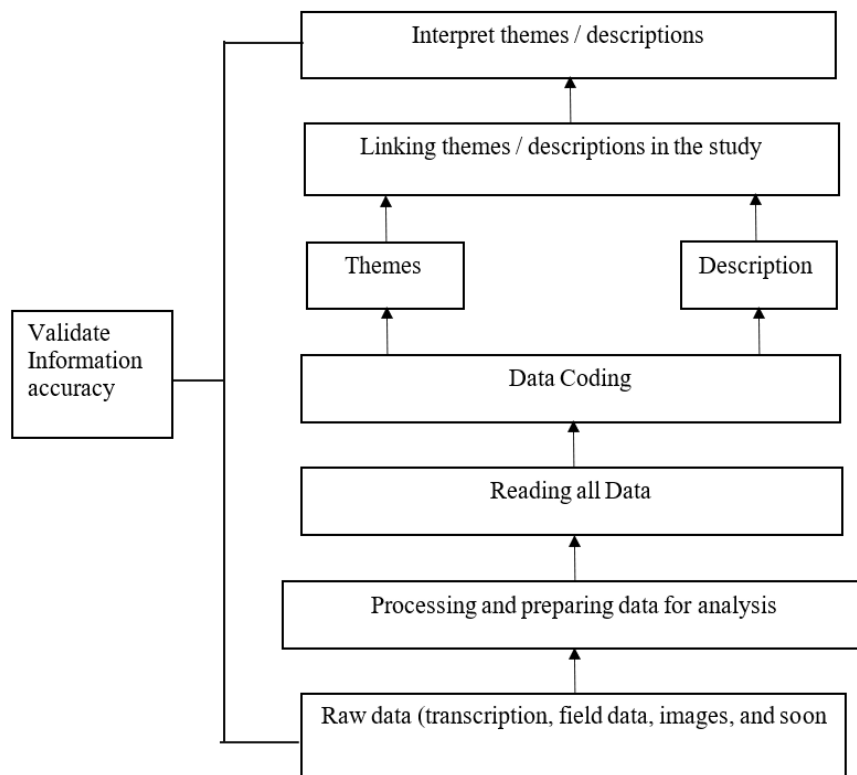 Interpret themes / descriptions
Linking themes / descriptions in the study
Themes
Description
Validate
Information
accuracy
Data Coding
Reading all Data
Processing and preparing data for analysis
Raw data (transcription, field data, images, and soon